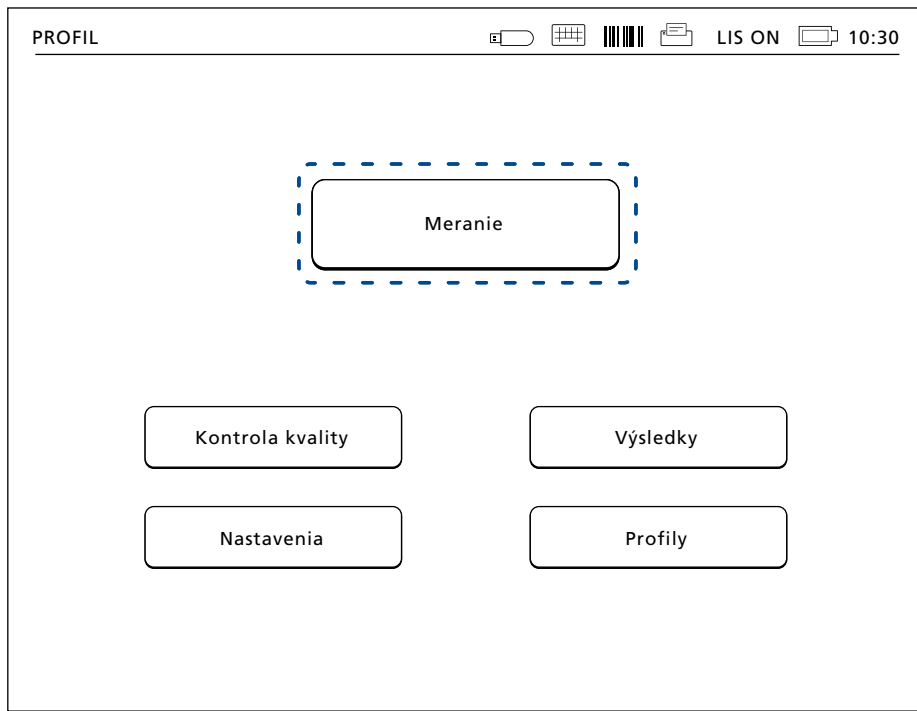 PROFIL LIS ON 10:30
Meranie
Kontrola kvality Výsledky
Nastavenia Profily